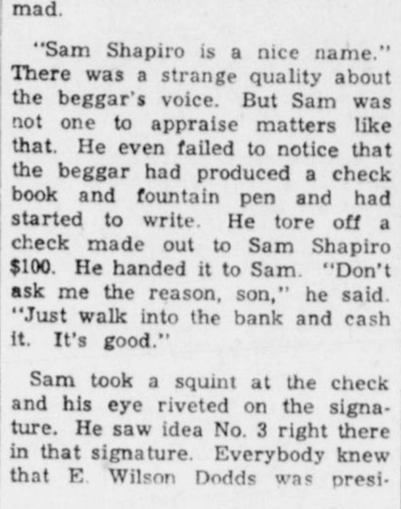 mad.
"Sam Shapiro is a nice name."
There was a strange quality about
the beggar's voice. But Sam was
not one to appraise matters like
that. He even failed to notice that
the beggar had produced a check
book and fountain pen and had
started to write. He tore off a
check made out to Sam Shapiro
$100. He handed it to Sam. "Don't
ask me the reason, son," he said.
"Just walk into the bank and cash
it. It's good."
Sam took a squint at the check
and his eye riveted on the signa-
ture. He saw idea No. 3 right there
in that signature. Everybody knew
that E. Wilson Dodds was presi-